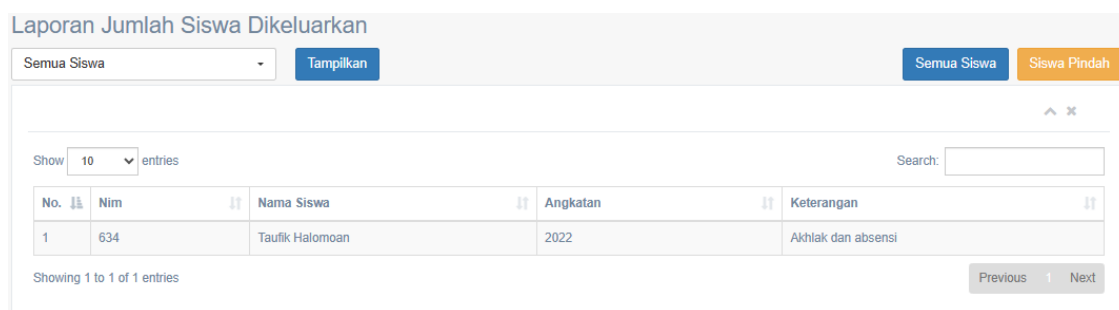 Laporan Jumlah Siswa Dikeluarkan
Semua Siswa Tampilkan Semua Siswa Siswa Pindah
Show 10 entries Search:
No. Nim Nama Siswa Angkatan Keterangan
1 634 Taufik Halomoan 2022 Akhlak dan absensi
Showing 1 to 1 of 1 entries Previous 1 Next